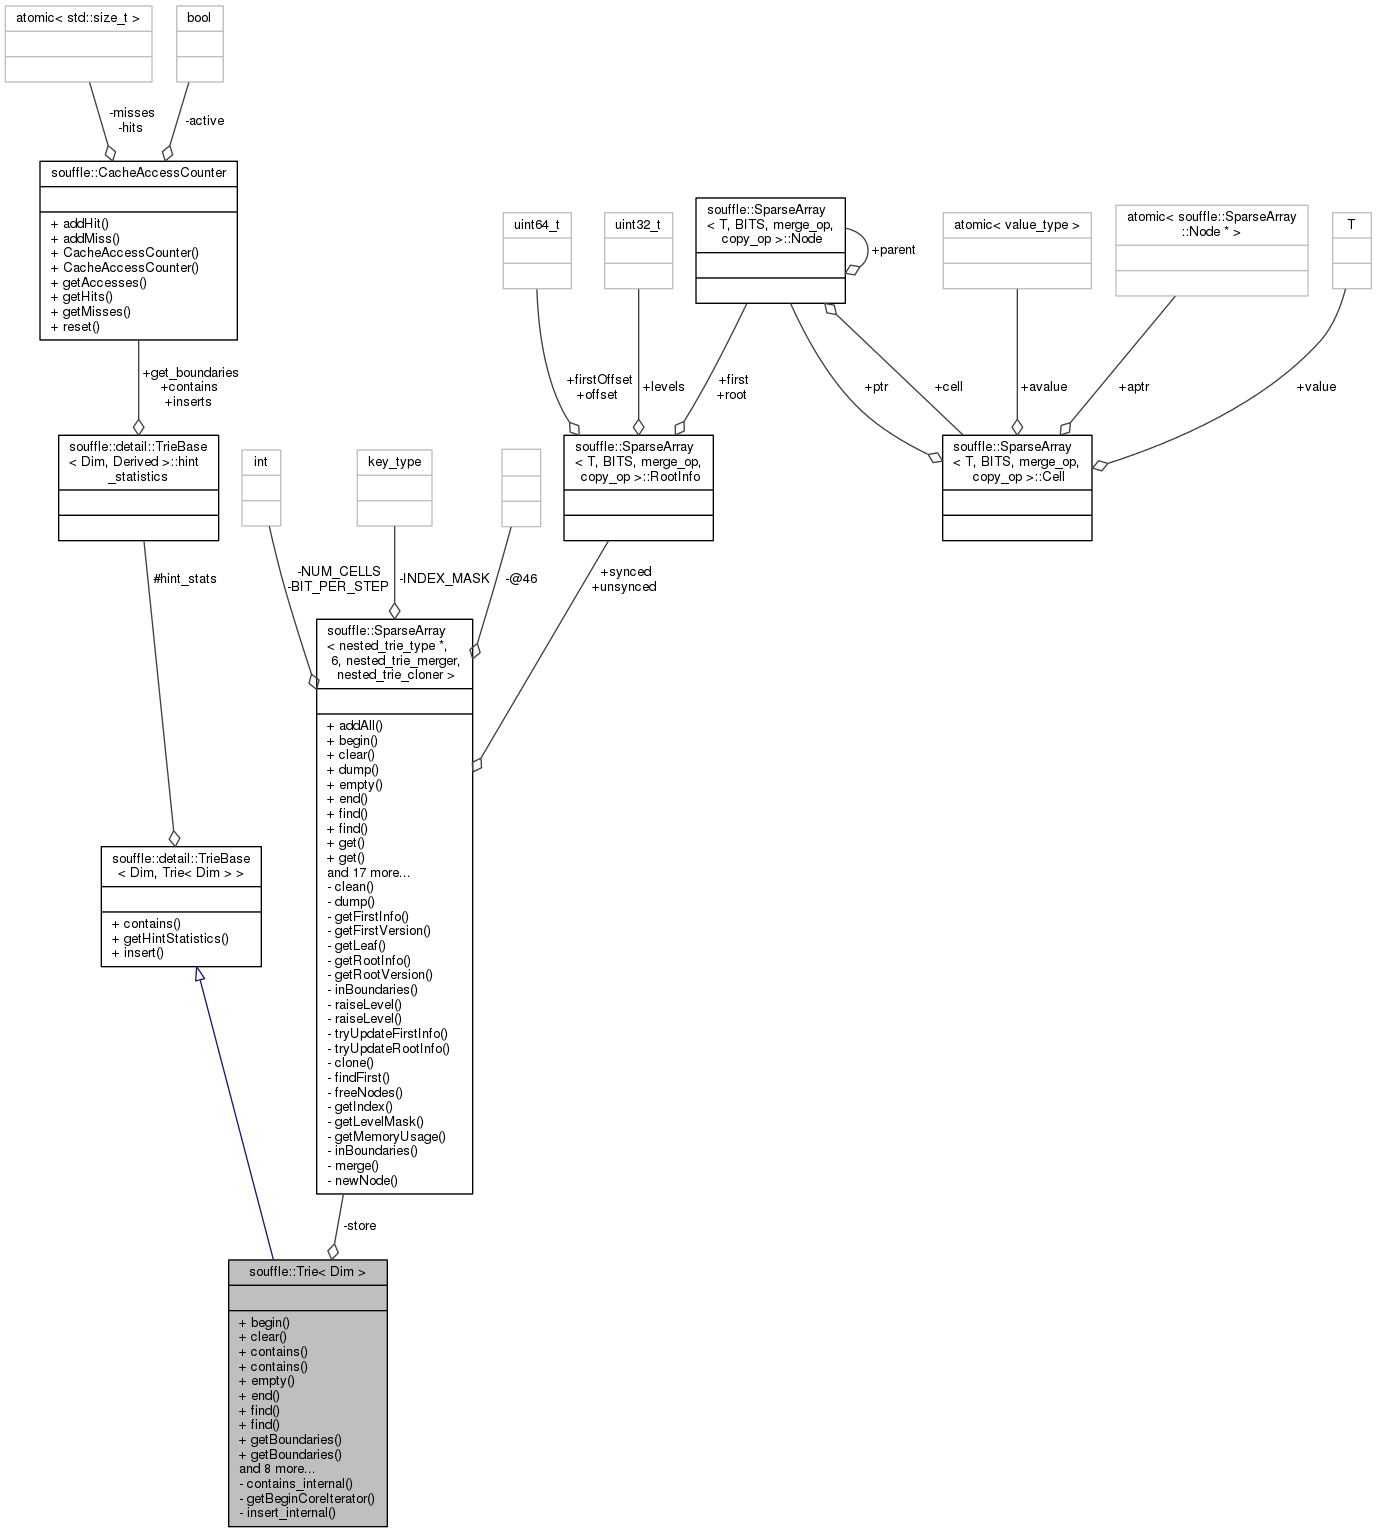 atomic< std::size_t >
bool
-misses
-hits
-active
souffle::CacheAccessCounter
+ addHit()
+ addMiss()
+ CacheAccessCounter()
+ CacheAccessCounter()
+ getAccesses()
+ getHits()
+ getMisses()
+ reset()
uint64_t
uint32_t
souffle::SparseArray
< T, BITS, merge_op,
copy_op >::Node
+parent
atomic< value_type >
atomic< souffle::SparseArray
::Node * >
T
+get_boundaries
+contains
+inserts
+firstOffset
+offset
+levels
+first
+root
+ptr
+cell
+avalue
+aptr
+value
souffle::detail::TrieBase
< Dim, Derived >::hint
_statistics
int
key_type
souffle::SparseArray
< T, BITS, merge_op,
copy_op >::RootInfo
souffle::SparseArray
< T, BITS, merge_op,
copy_op >::Cell
#hint_stats
-NUM_CELLS
-BIT_PER_STEP
-INDEX_MASK
-@46
+synced
+unsynced
souffle::SparseArray
< nested_trie_type *,
6, nested_trie_merger,
nested_trie_cloner >
+ addAll()
+ begin()
+ clear()
+ dump()
+ empty()
+ end()
+ find()
+ find()
+ get()
+ get()
and 17 more...
- clean()
- dump()
- getFirstInfo()
- getFirstVersion()
- getLeaf()
- getRootInfo()
- getRootVersion()
- inBoundaries()
- raiseLevel()
- raiseLevel()
- tryUpdateFirstInfo()
- tryUpdateRootInfo()
- clone()
- findFirst()
- freeNodes()
- getIndex()
- getLevelMask()
- getMemoryUsage()
- inBoundaries()
- merge()
- newNode()
souffle::detail::TrieBase
< Dim, Trie< Dim > >
+ contains()
+ getHintStatistics()
+ insert()
-store
souffle::Trie< Dim >
+ begin()
+ clear()
+ contains()
+ contains()
+ empty()
+ end()
+ find()
+ find()
+ getBoundaries()
+ getBoundaries()
and 8 more...
- contains_internal()
- getBeginCoreIterator()
- insert_internal()